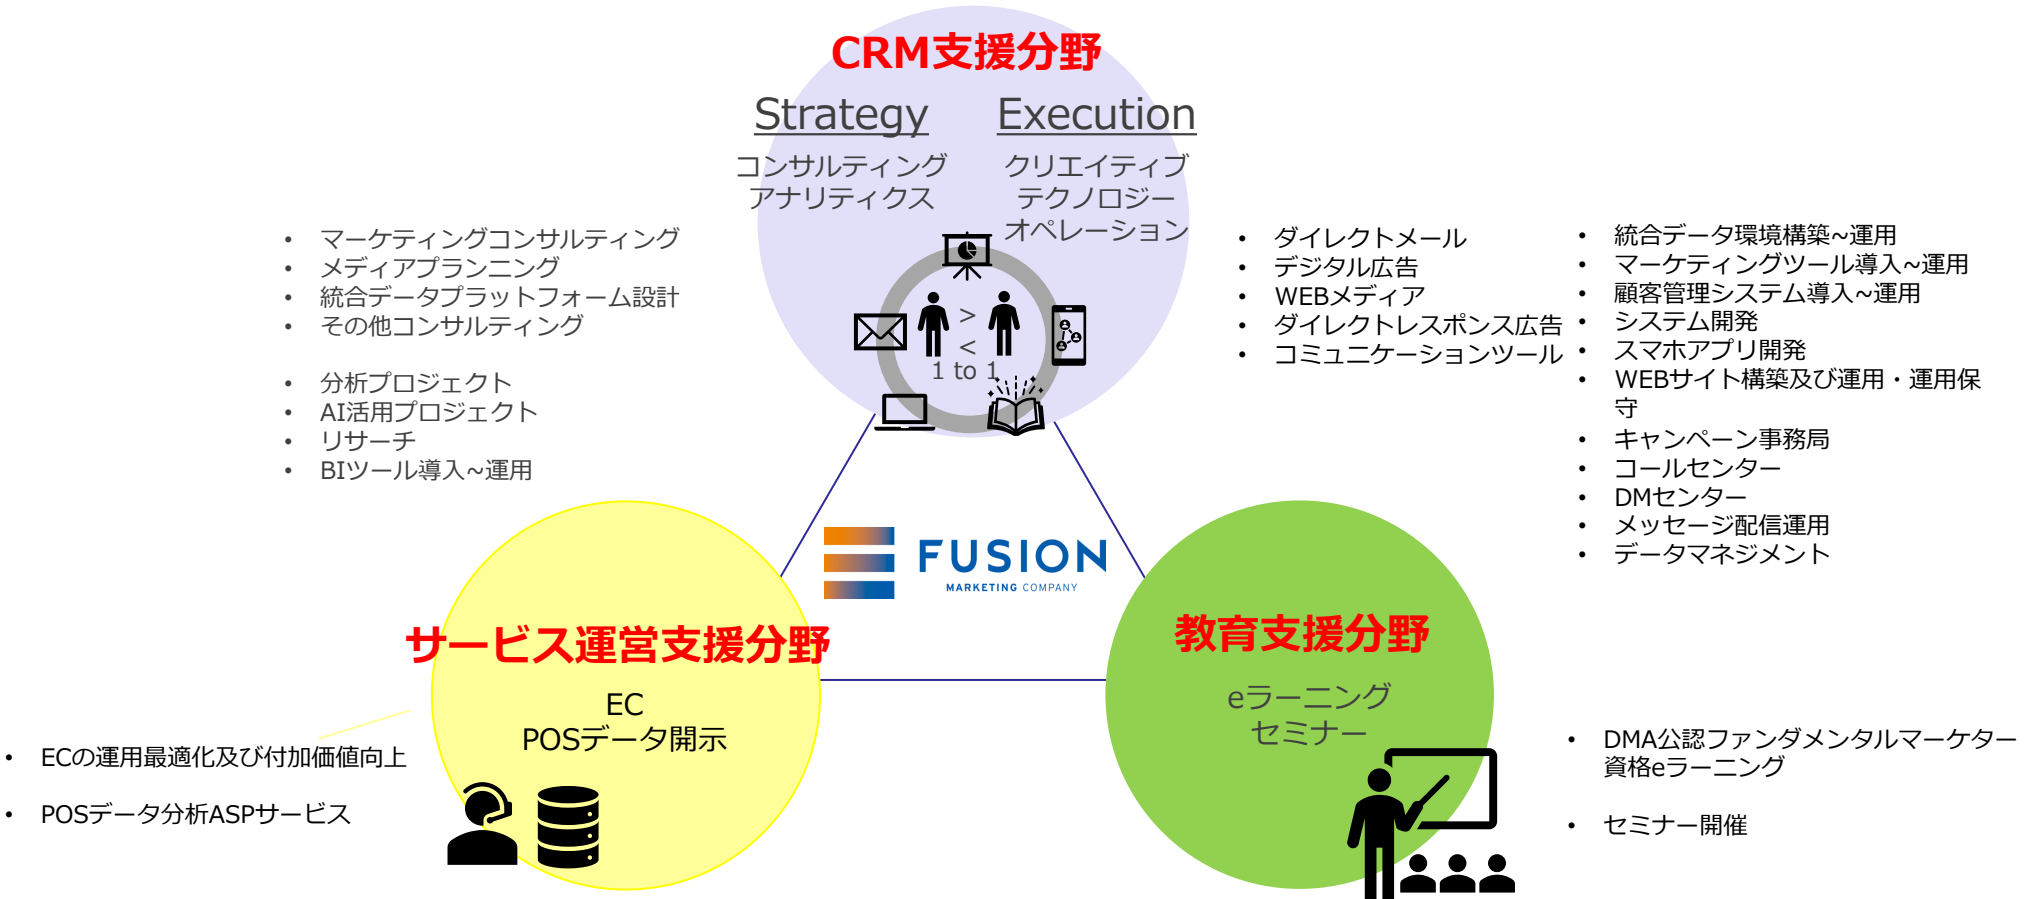 CRM支援分野
Strategy
コンサルティング
アナリティクス
Execution
クリエイティブ
テクノロジー
オペレーション
>
<
1 to 1
• マーケティングコンサルティング
• メディアプランニング
• 統合データプラットフォーム設計
• その他コンサルティング
• 分析プロジェクト
• AI活用プロジェクト
• リサーチ
• BIツール導入~運用
• ダイレクトメール
• デジタル広告
• WEBメディア
• ダイレクトレスポンス広告
• コミュニケーションツール
• 統合データ環境構築~運用
• マーケティングツール導入~運用
• 顧客管理システム導入~運用
• システム開発
• スマホアプリ開発
• WEBサイト構築及び運用・運用保
守
• キャンペーン事務局
• コールセンター
• DMセンター
• メッセージ配信運用
• データマネジメント
FUSION
MARKETING COMPANY
サービス運営支援分野
EC
POSデータ開示
• ECの運用最適化及び付加価値向上
• POSデータ分析ASPサービス
教育支援分野
eラーニング
セミナー
• DMA公認ファンダメンタルマーケター
資格eラーニング
• セミナー開催